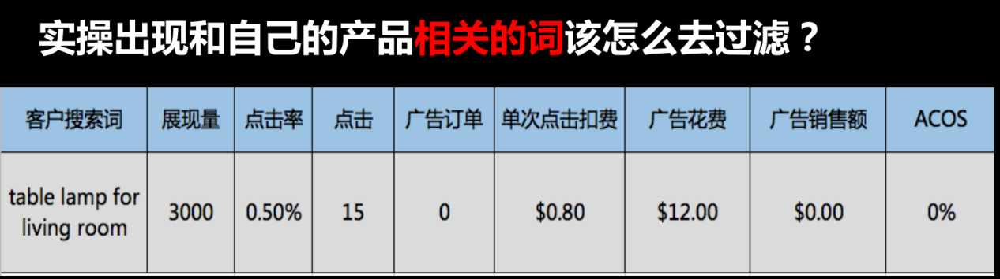 实操出现和自己的产品相关的词该怎么去过滤？
客户搜索词 展现量 点击率 点击 广告订单 单次点击扣费 广告花费 广告销售额 ACOS
table lamp for living room 3000 0.50% 15 0 $0.80 $12.00 $0.00 0%